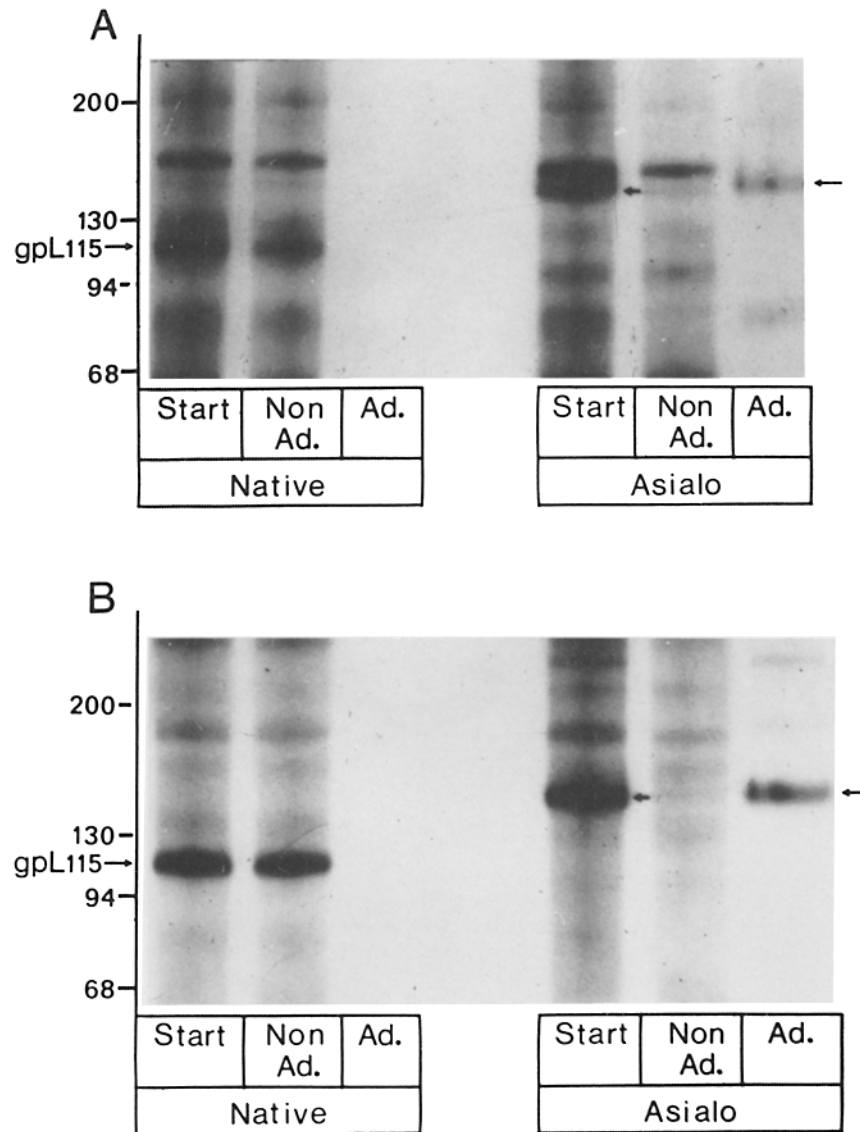 A
200
130
gpL115
94
68
Start Non Ad. Ad.
Native
Start Non Ad. Ad.
Asialo
B
200
130
gpL115
94
68
Start Non Ad. Ad.
Native
Start Non Ad. Ad.
Asialo